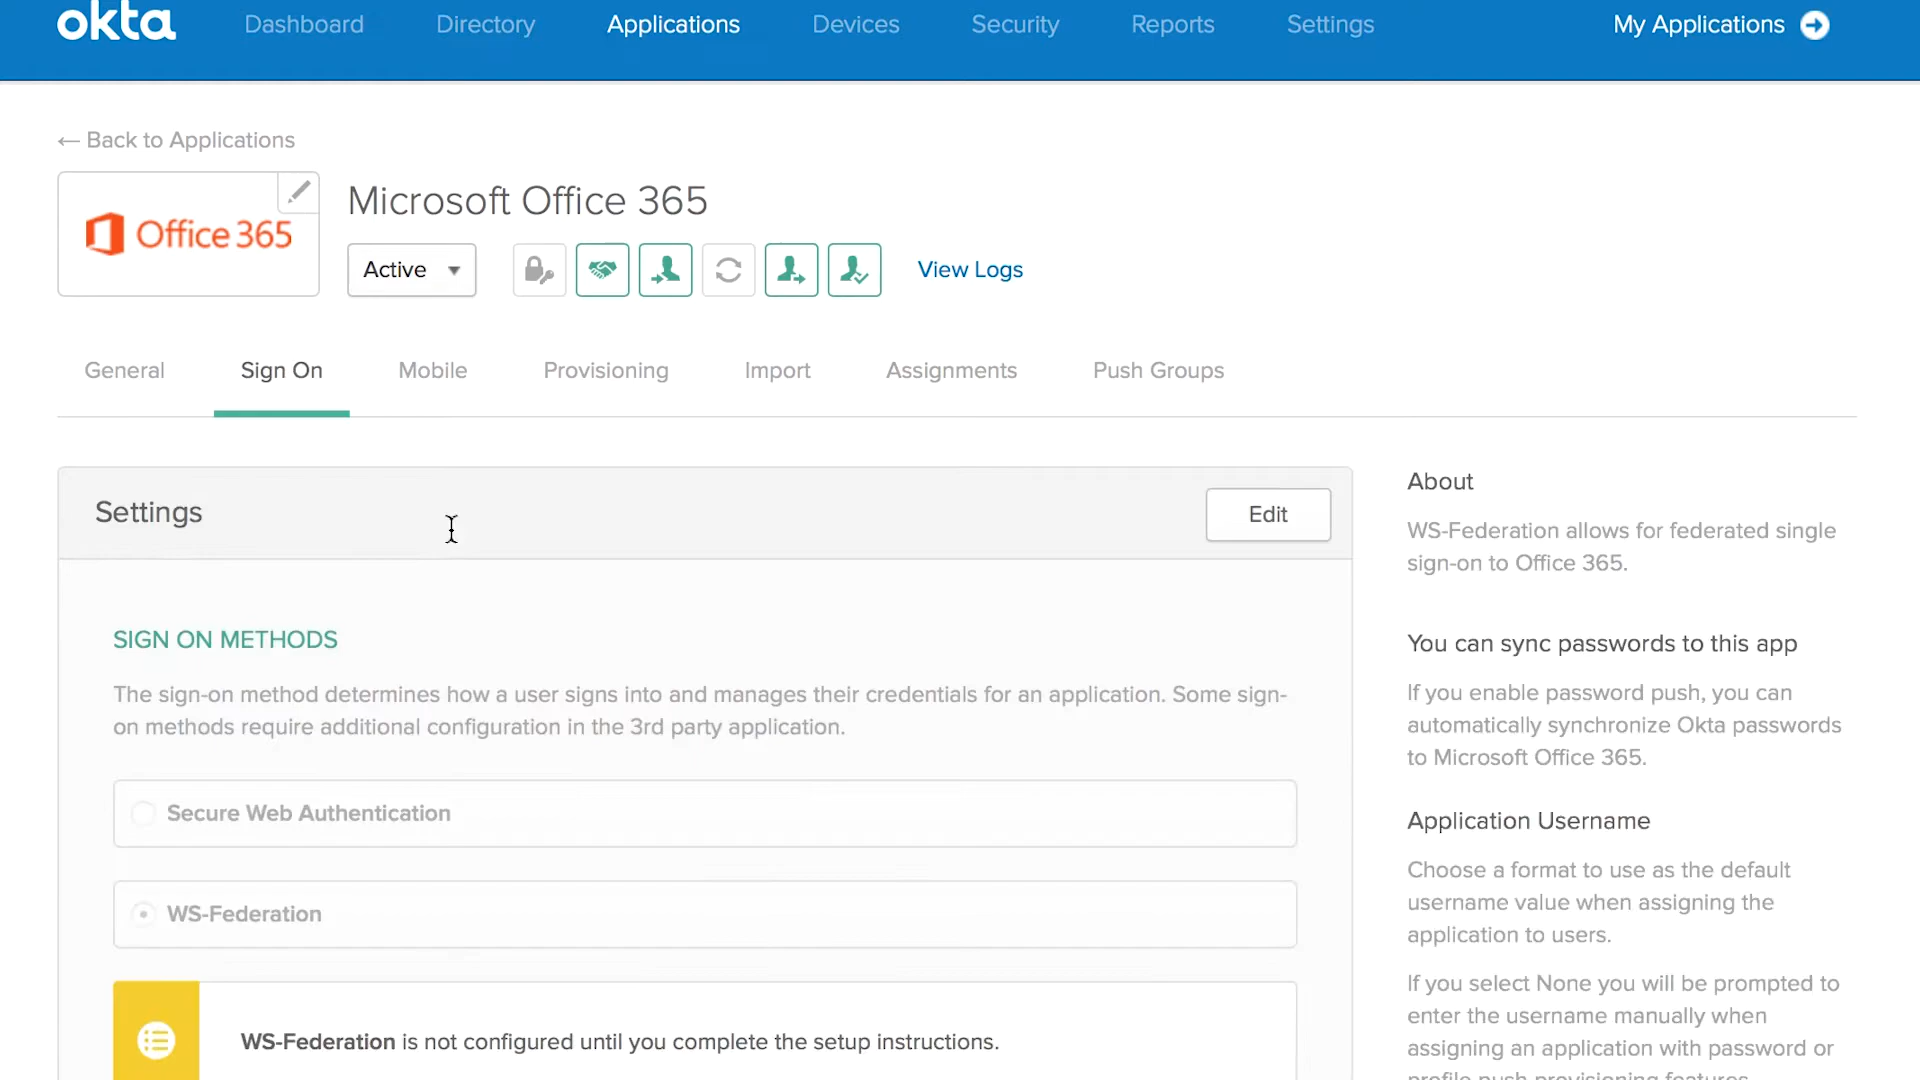 okta
Dashboard
Directory
Applications
Devices
Security
Reports
Settings
My Applications
← Back to Applications
Office 365
Microsoft Office 365
Active
View Logs
General
Sign On
Mobile
Provisioning
Import
Assignments
Push Groups
Settings
Edit
SIGN ON METHODS
The sign-on method determines how a user signs into and manages their credentials for an application. Some sign-
on methods require additional configuration in the 3rd party application.
Secure Web Authentication
WS-Federation
WS-Federation is not configured until you complete the setup instructions.
About
WS-Federation allows for federated single
sign-on to Office 365.
You can sync passwords to this app
If you enable password push, you can
automatically synchronize Okta passwords
to Microsoft Office 365.
Application Username
Choose a format to use as the default
username value when assigning the
application to users.
If you select None you will be prompted to
enter the username manually when
assigning an application with password or
profile push provisioning features.